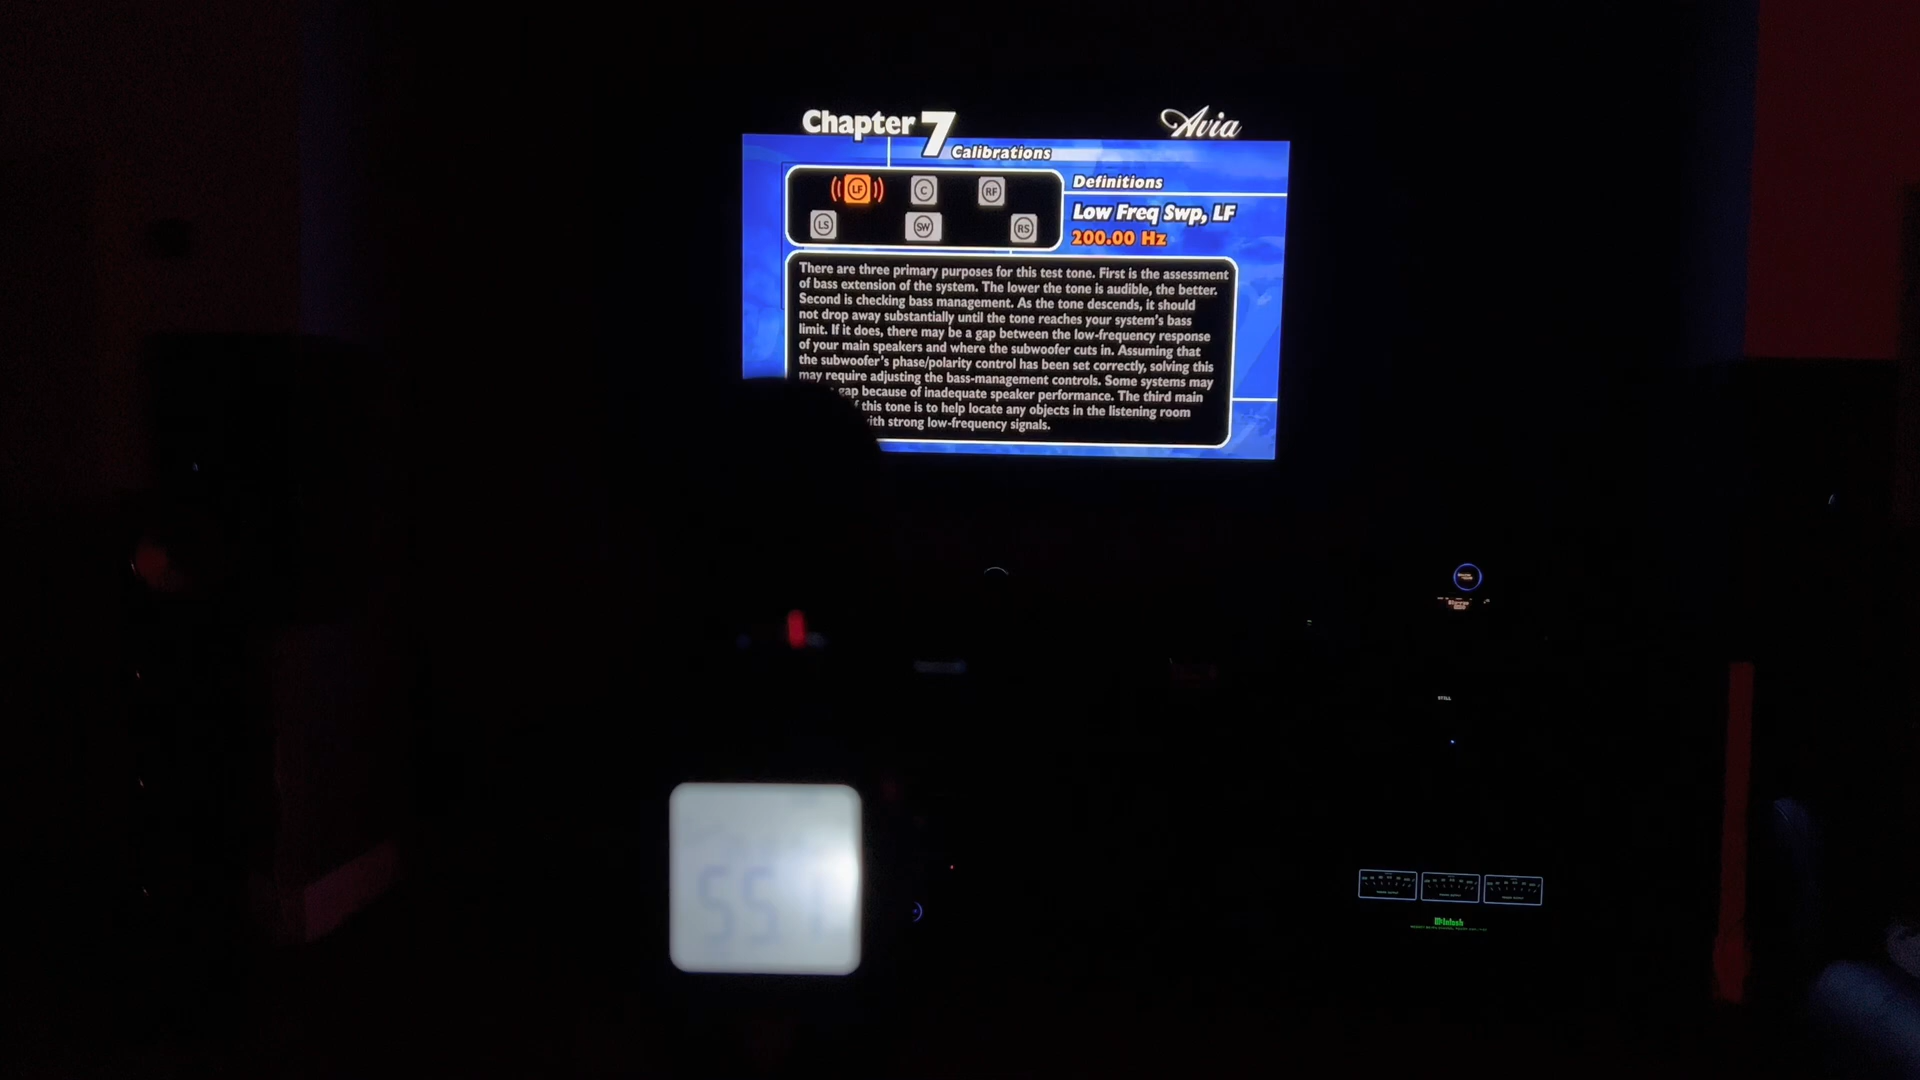 Chapter 7
Avia
Calibrations
LF
C
RF
LS
SW
RS
Definitions
Low Freq Swp, LF
200.00 Hz
There are three primary purposes for this test tone. First is the assessment
of bass extension of the system. The lower the tone is audible, the better.
Second is checking bass management. As the tone descends, it should
not drop away substantially until the tone reaches your system's bass
limit. If it does, there may be a gap between the low-frequency response
of your main speakers and where the subwoofer cuts in. Assuming that
the subwoofer's phase/polarity control has been set correctly, solving this
may require adjusting the bass-management controls. Some systems may
gap because of inadequate speaker performance. The third main
this tone is to help locate any objects in the listening room
with strong low-frequency signals.
McIntosh